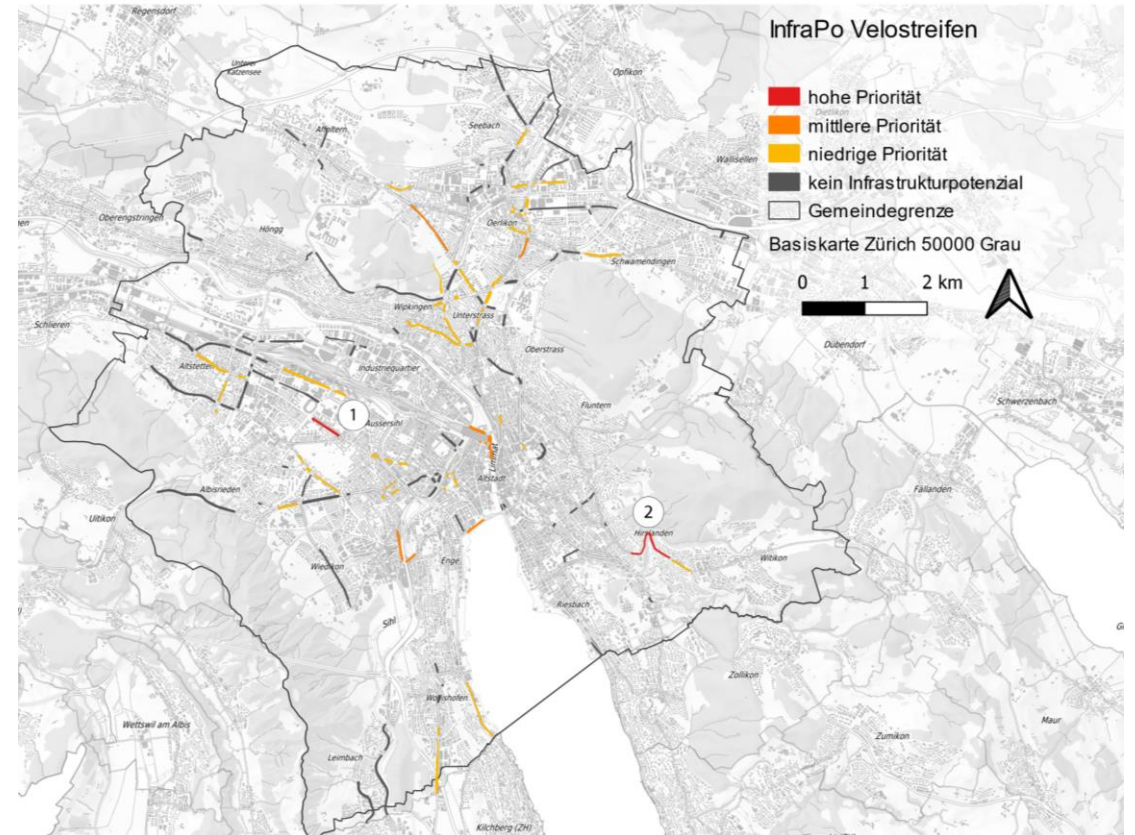 InfraPo Velostreifen
hohe Priorität
mittlere Priorität
niedrige Priorität
kein Infrastrukturpotenzial
Gemeindegrenze
Basiskarte Zürich 50000 Grau
0 1 2 km
Regensdorf
Unterer
Katzensee
Opfikon
Seebach
Affoltern
Dietlikon
Wallisellen
Oberengstringen
Höngg
Oerlikon
Schwamendingen
Schlieren
Wipkingen
Unterstrass
Dübendorf
Oberstrass
Altstetten
Industriequartier
Fluntern
Schwerzenbach
1
Aussersihl
Limmat
Altstadt
Albisrieden
Fällanden
Uitikon
2
Hirslanden
Witikon
Enge
Wiedikon
Riesbach
Sihl
Zollikon
Wollishofen
Wettswil am Albis
Maur
Zumikon
Leimbach
Kilchberg (ZH)